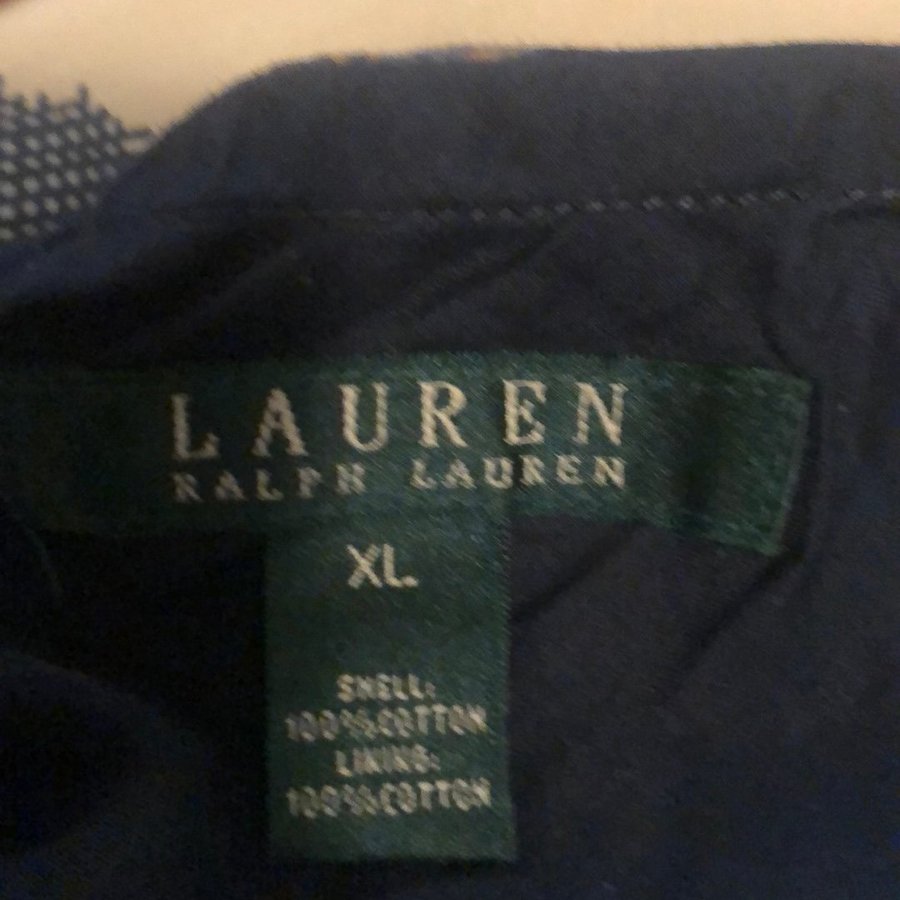 LAUREN
RALPH LAUREN
XL
SHELL:
100%COTTON
LINING:
100%COTTON